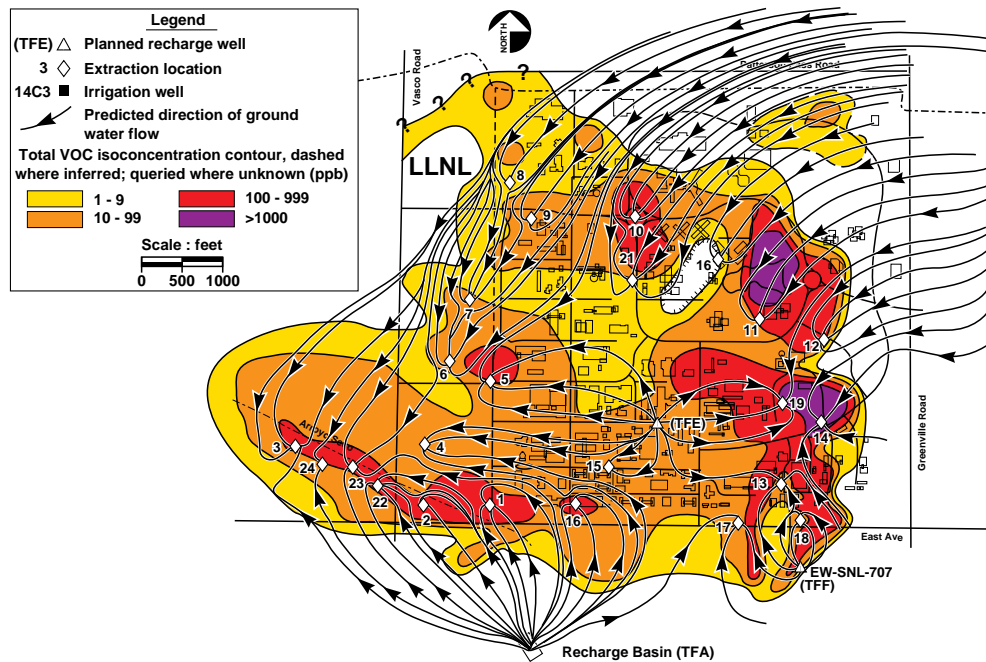 Legend
(TFE) Planned recharge well
3 Extraction location
14C3 Irrigation well
Predicted direction of ground
water flow
Total VOC isoconcentration contour, dashed
where inferred; queried where unknown (ppb)
1 - 9 100 - 999
10 - 99 >1000
Scale : feet
0 500 1000
NORTH
Vasco Road
Road
? ? ? ?
LLNL
8
9
10
21
16
7
11
12
6
5
19
(TFE)
14
Greenville Road
Arroyo Seco
3
4
24
15
23
13
22
2
1
16
17
18
East Ave
EW-SNL-707
(TFF)
Recharge Basin (TFA)